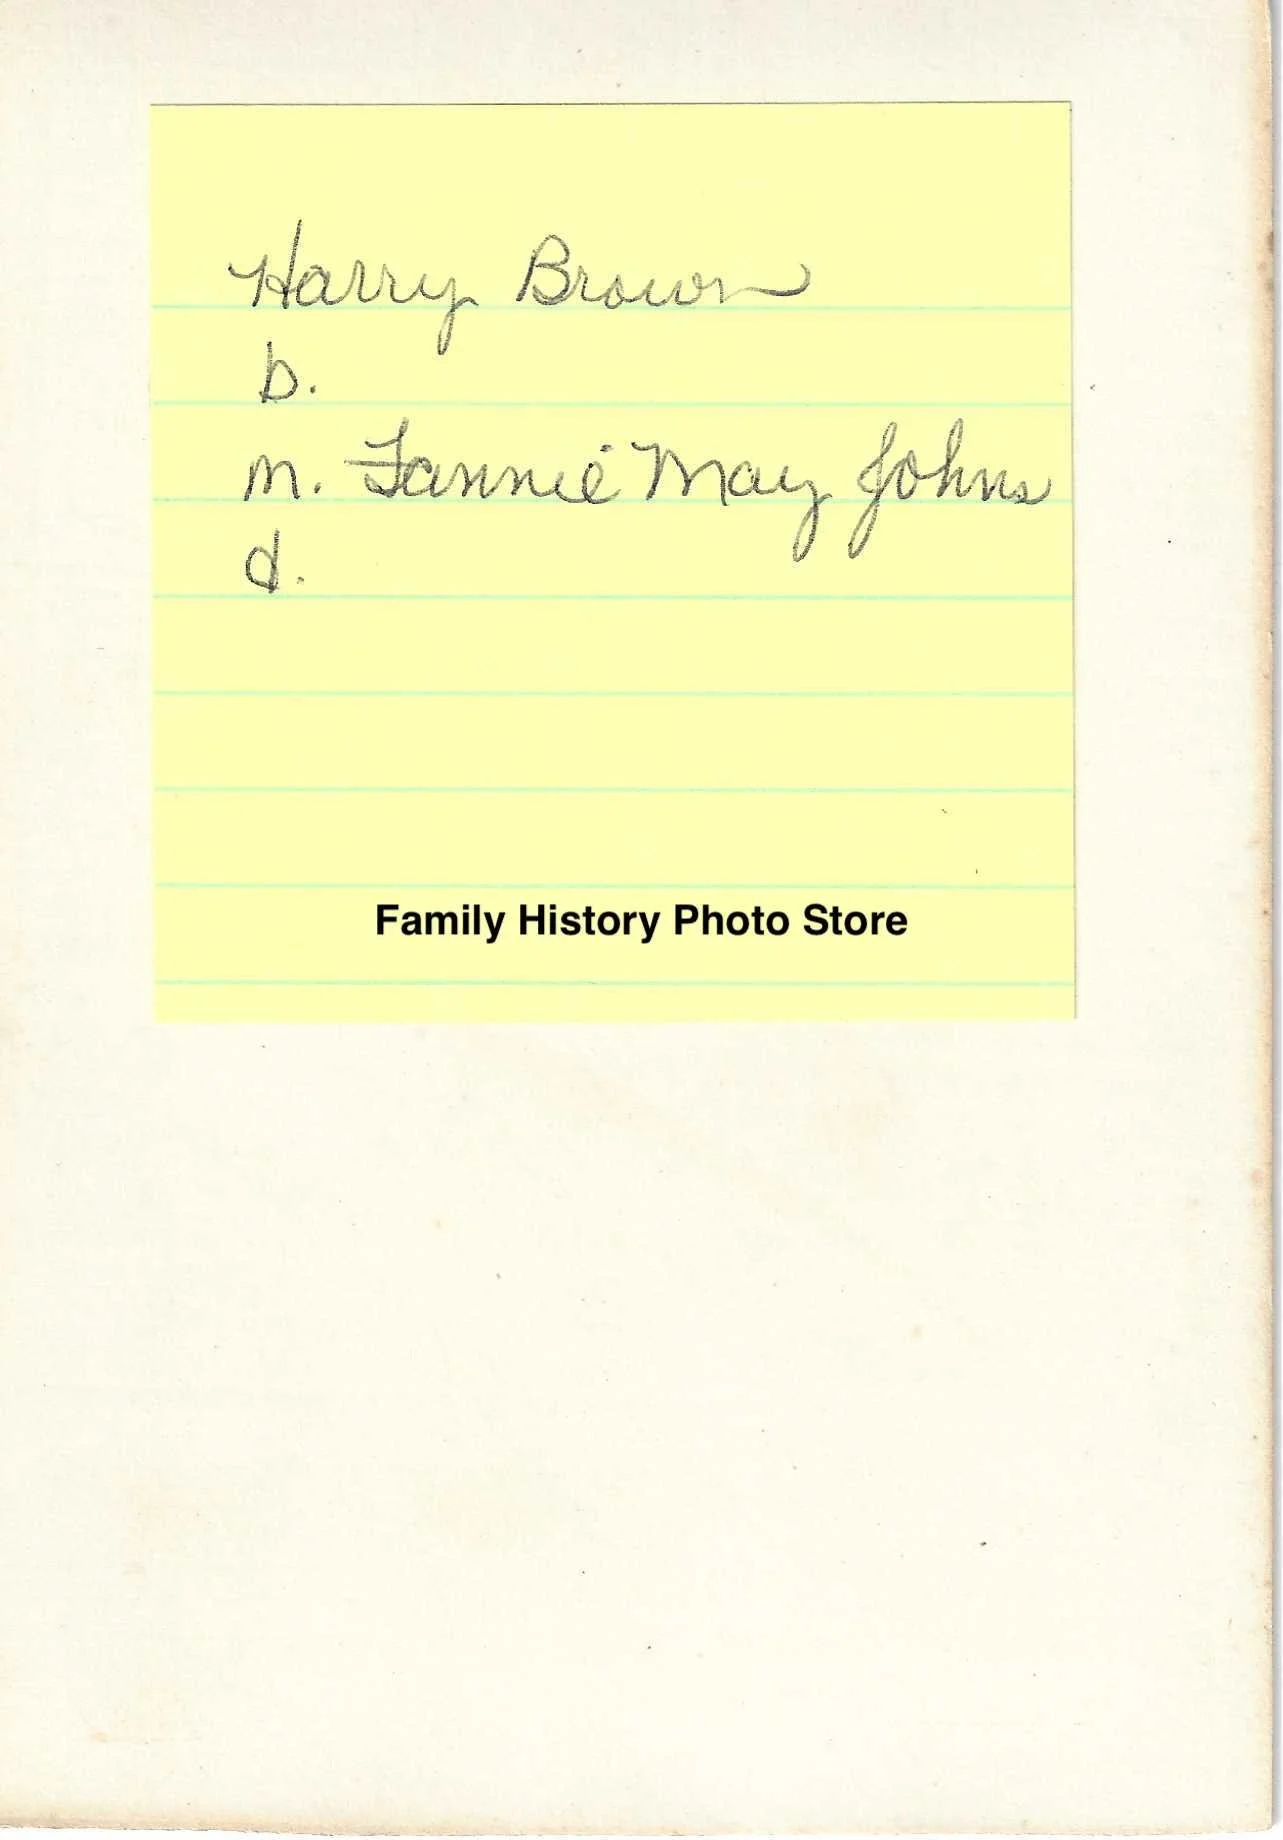 Harry Brown
b.
m. Fannie May Johns
d.
Family History Photo Store